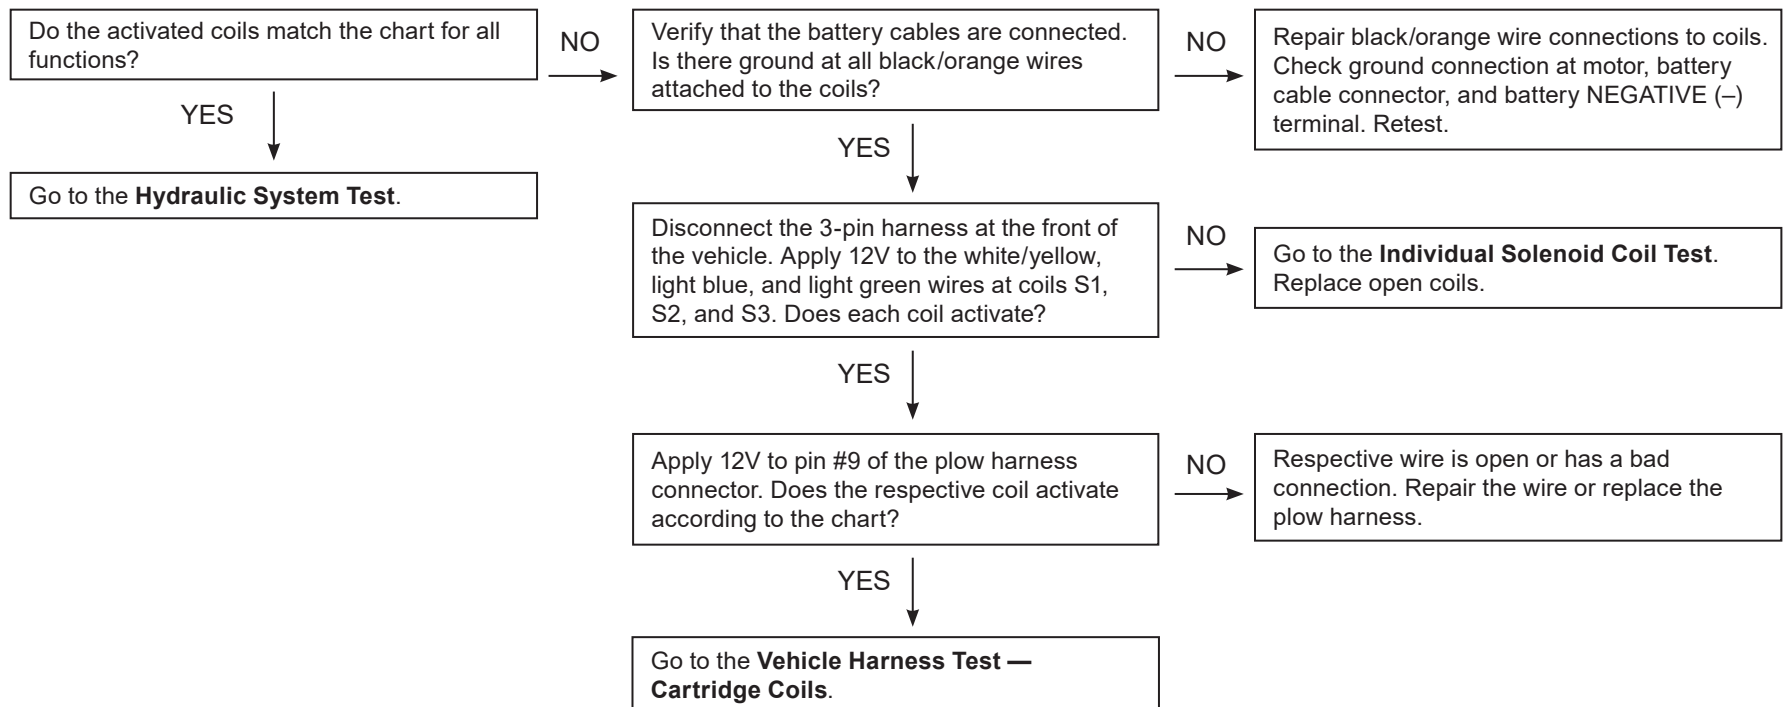 Do the activated coils match the chart for all
functions?
NO
Verify that the battery cables are connected.
Is there ground at all black/orange wires
attached to the coils?
NO
Repair black/orange wire connections to coils.
Check ground connection at motor, battery
cable connector, and battery NEGATIVE (–)
terminal. Retest.
YES
Go to the Hydraulic System Test.
YES
Disconnect the 3-pin harness at the front of
the vehicle. Apply 12V to the white/yellow,
light blue, and light green wires at coils S1,
S2, and S3. Does each coil activate?
NO
Go to the Individual Solenoid Coil Test.
Replace open coils.
YES
Apply 12V to pin #9 of the plow harness
connector. Does the respective coil activate
according to the chart?
NO
Respective wire is open or has a bad
connection. Repair the wire or replace the
plow harness.
YES
Go to the Vehicle Harness Test —
Cartridge Coils.